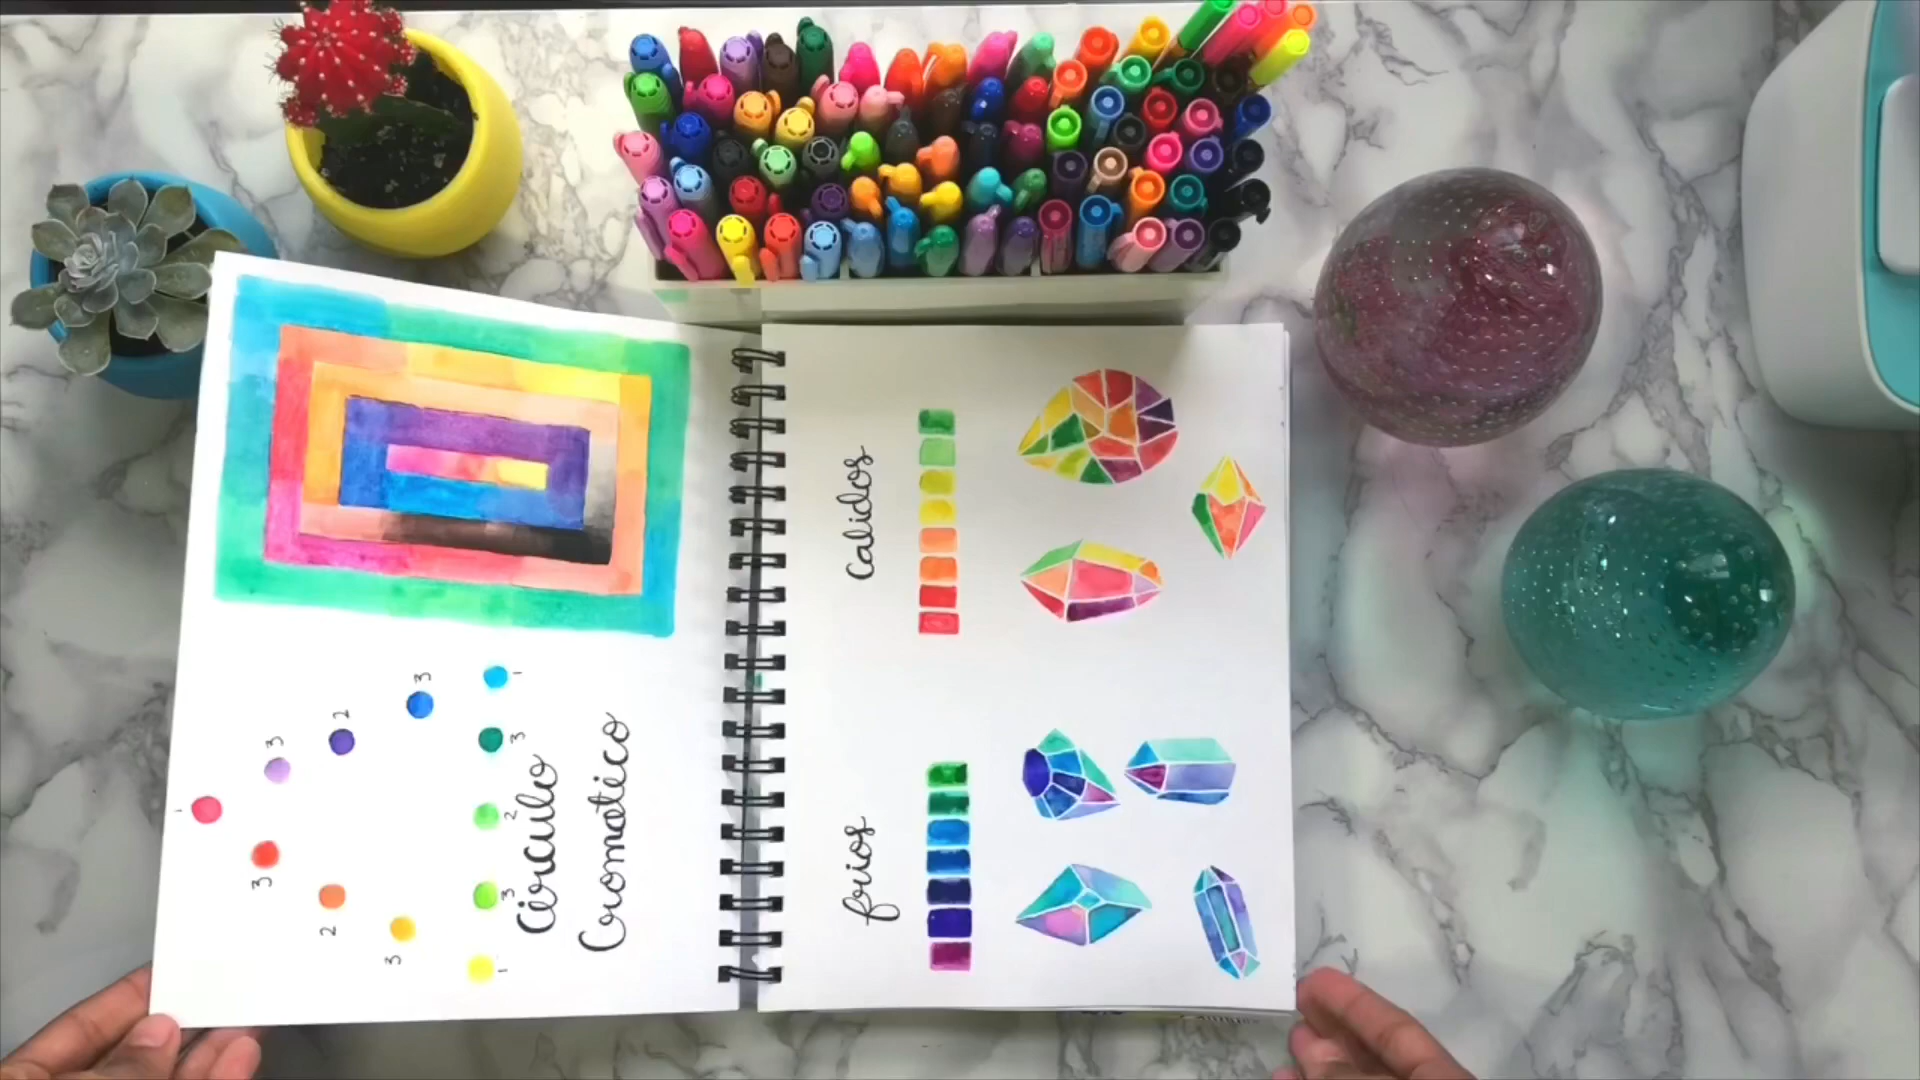 1
3 3
2 2
3 3
1 3 2 3 1
Circulo
Cromatico
frios
Calidos